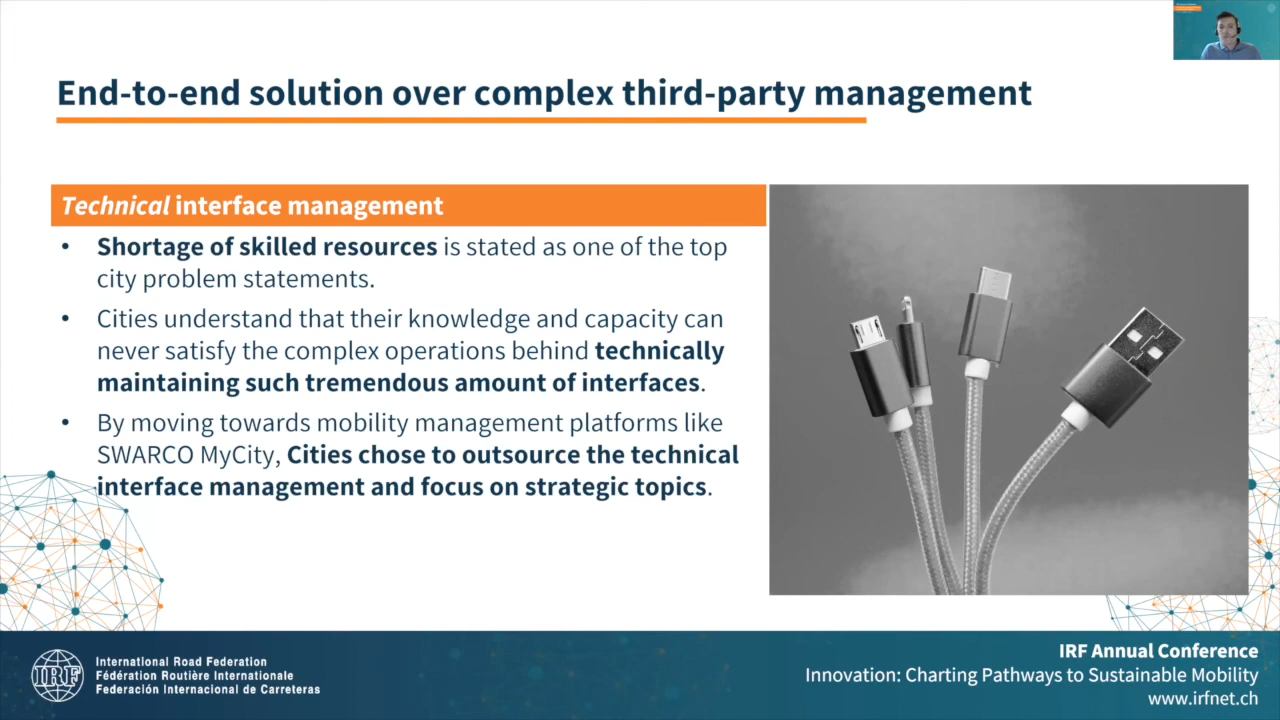 End-to-end solution over complex third-party management
Technical interface management
• Shortage of skilled resources is stated as one of the top
city problem statements.
• Cities understand that their knowledge and capacity can
never satisfy the complex operations behind technically
maintaining such tremendous amount of interfaces.
• By moving towards mobility management platforms like
SWARCO MyCity, Cities chose to outsource the technical
interface management and focus on strategic topics.
IRF
International Road Federation
Fédération Routière Internationale
Federación Internacional de Carreteras
IRF Annual Conference
Innovation: Charting Pathways to Sustainable Mobility
www.irfnet.ch